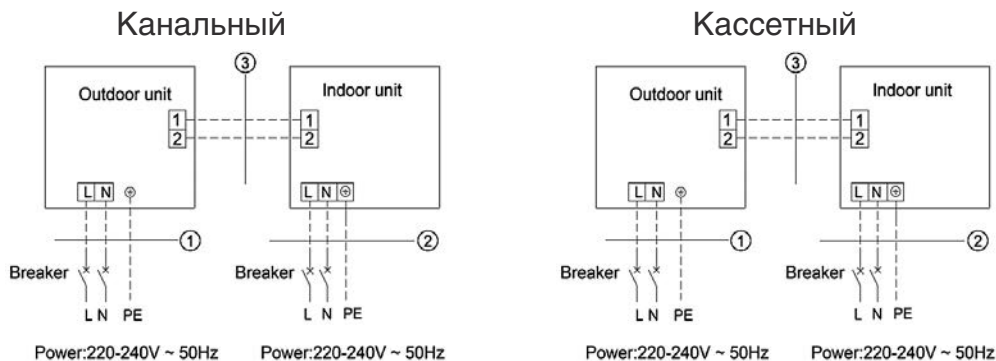 Канальный
Outdoor unit
1
2
L N ⏚
①
Breaker
L N PE
Power:220-240V ~ 50Hz
③
Indoor unit
1
2
L N ⏚
②
Breaker
L N PE
Power:220-240V ~ 50Hz
Кассетный
Outdoor unit
1
2
L N ⏚
①
Breaker
L N PE
Power:220-240V ~ 50Hz
③
Indoor unit
1
2
L N ⏚
②
Breaker
L N PE
Power:220-240V ~ 50Hz